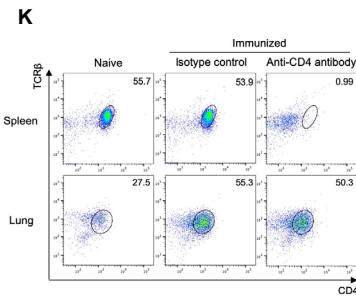 K
Immunized
Naive Isotype control Anti-CD4 antibody
TCRβ
Spleen 55.7 53.9 0.99
Lung 27.5 55.3 50.3
CD4